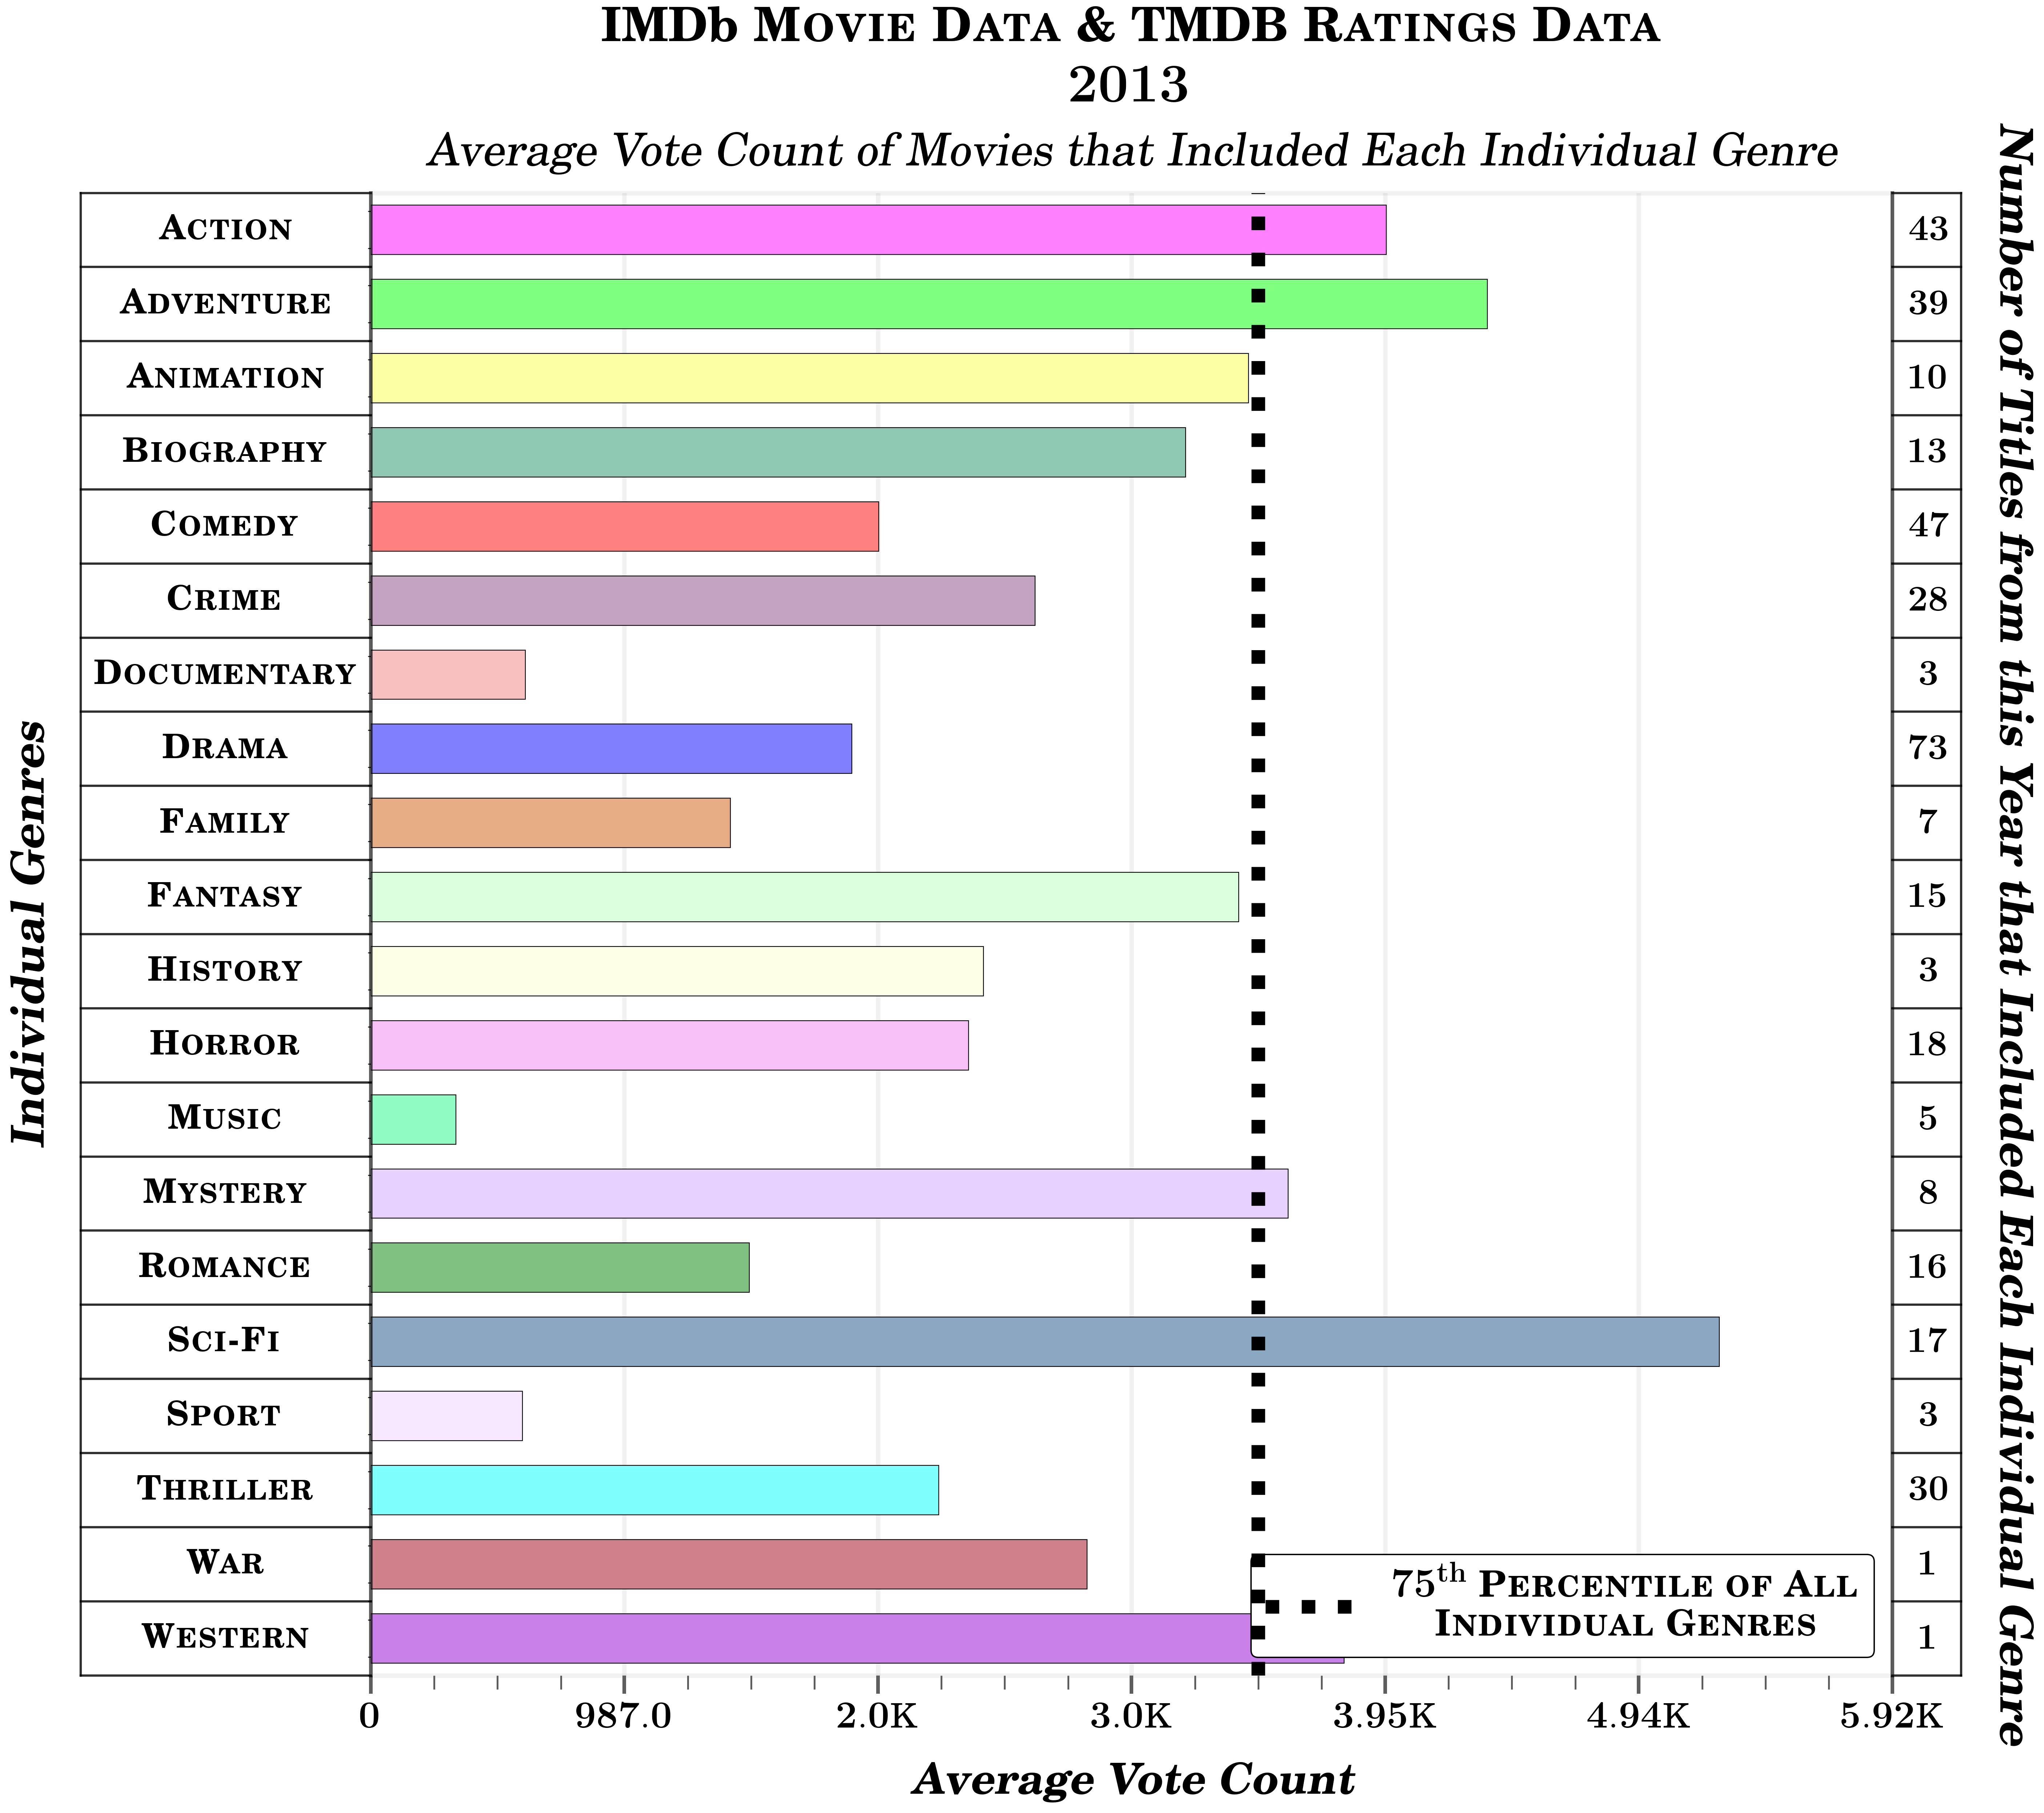 IMDb MOVIE DATA & TMDB RATINGS DATA
2013
Average Vote Count of Movies that Included Each Individual Genre
Individual Genres
ACTION 43
ADVENTURE 39
ANIMATION 10
BIOGRAPHY 13
COMEDY 47
CRIME 28
DOCUMENTARY 3
DRAMA 73
FAMILY 7
FANTASY 15
HISTORY 3
HORROR 18
MUSIC 5
MYSTERY 8
ROMANCE 16
SCI-FI 17
SPORT 3
THRILLER 30
WAR 1
WESTERN 1
75th PERCENTILE OF ALL
INDIVIDUAL GENRES
0 987.0 2.0K 3.0K 3.95K 4.94K 5.92K
Average Vote Count
Number of Titles from this Year that Included Each Individual Genre